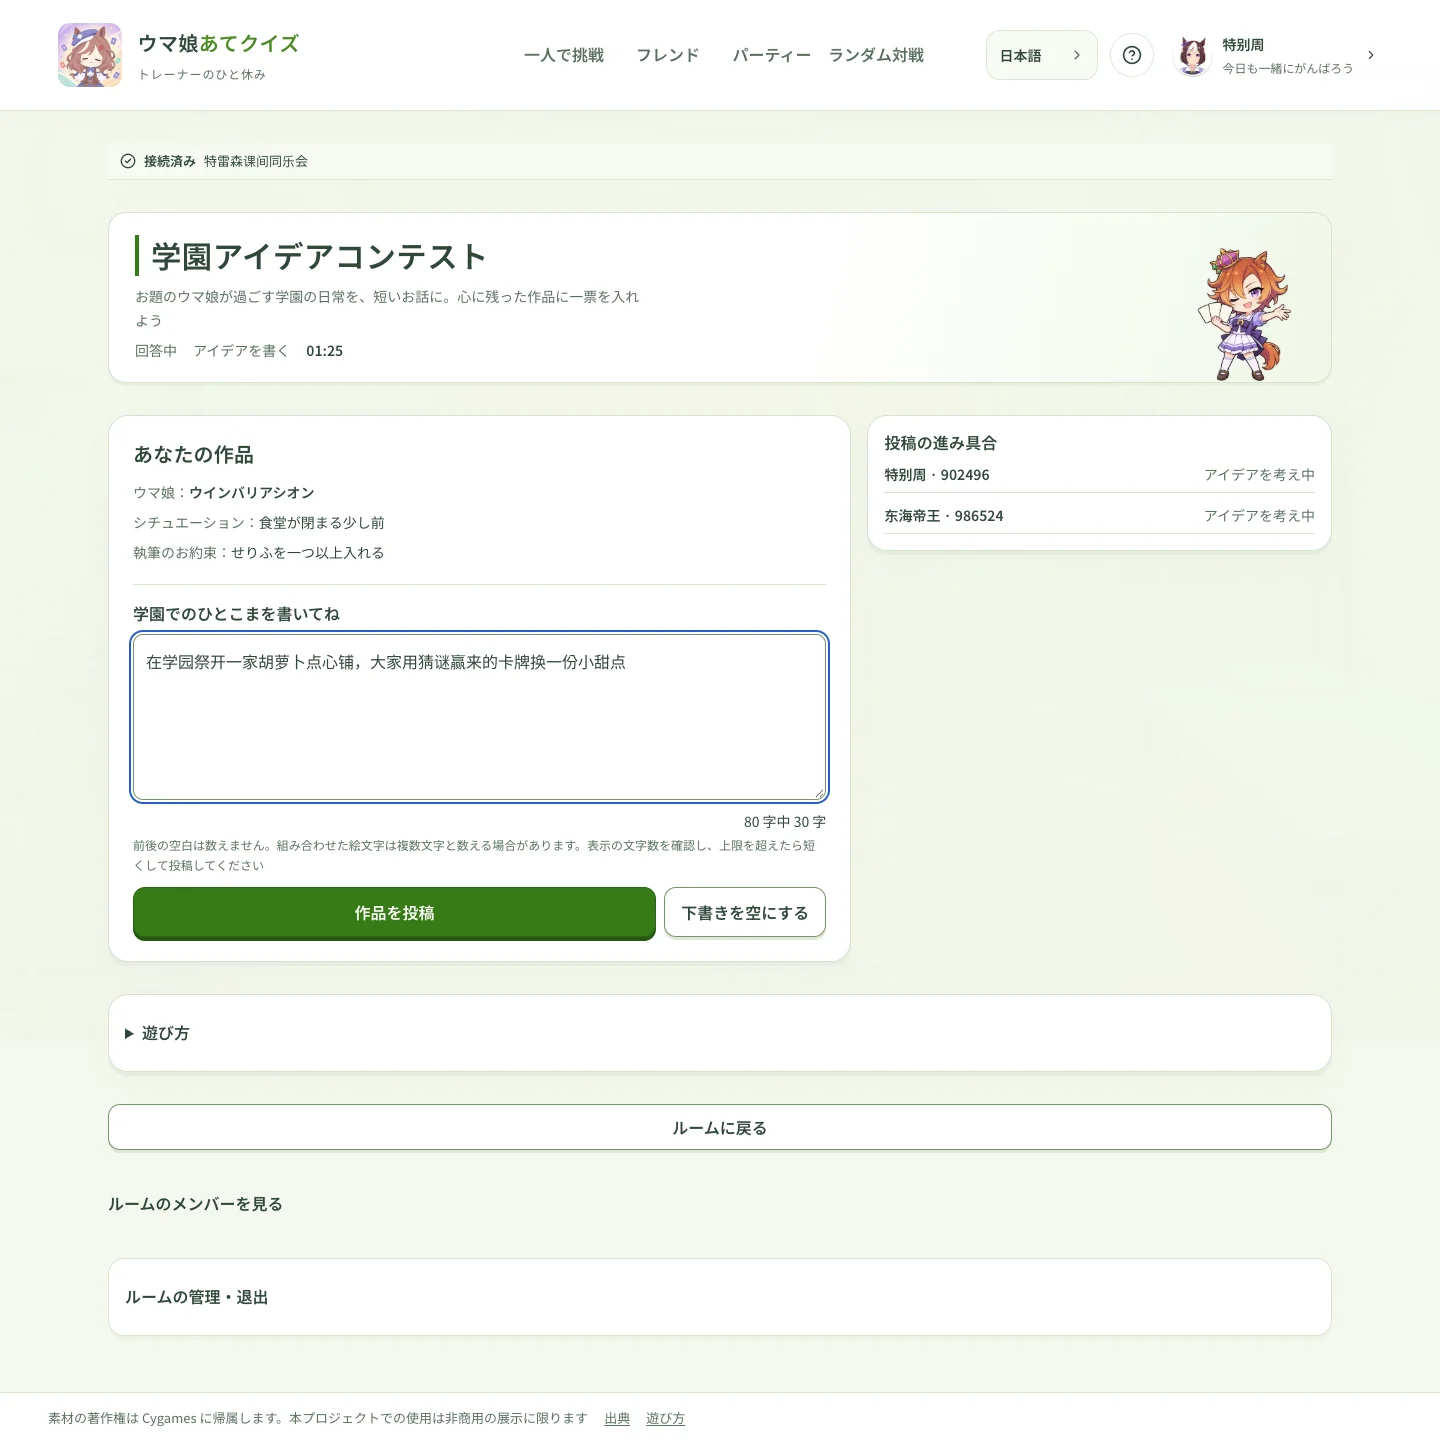 ウマ娘あてクイズ
トレーナーのひと休み
一人で挑戦
フレンド
パーティー
ランダム対戦
日本語
特别周
今日も一緒にがんばろう
接続済み 特雷森课间同乐会
学園アイデアコンテスト
お題のウマ娘が過ごす学園の日常を、短いお話に。心に残った作品に一票を入れ
よう
回答中 アイデアを書く 01:25
あなたの作品
ウマ娘：ウインバリアシオン
シチュエーション：食堂が閉まる少し前
執筆のお約束：せりふを一つ以上入れる
学園でのひとこまを書いてね
在学园祭开一家胡萝卜点心铺，大家用猜谜赢来的卡牌换一份小甜点
80 字中 30 字
前後の空白は数えません。組み合わせた絵文字は複数文字と数える場合があります。表示の文字数を確認し、上限を超えたら短
くして投稿してください
作品を投稿
下書きを空にする
投稿の進み具合
特别周 · 902496 アイデアを考え中
东海帝王 · 986524 アイデアを考え中
遊び方
ルームに戻る
ルームのメンバーを見る
ルームの管理・退出
素材の著作権は Cygames に帰属します。本プロジェクトでの使用は非商用の展示に限ります 出典 遊び方